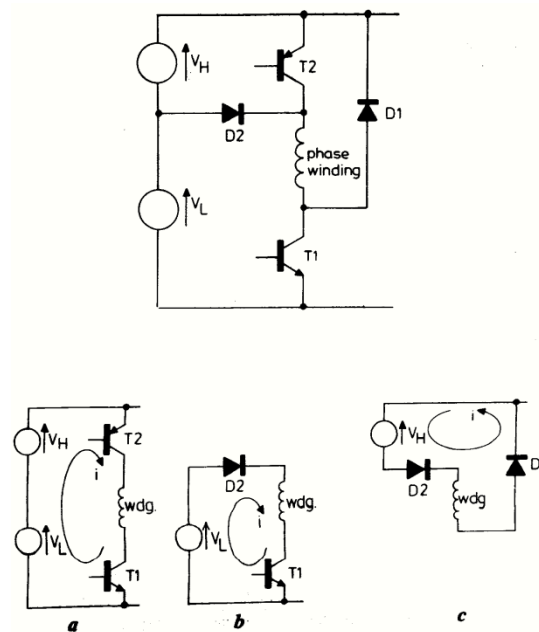 V_H
T2
D2
D1
phase
winding
V_L
T1
V_H
T2
i
wdg.
V_L
T1
a
D2
wdg.
V_L
i
T1
b
i
V_H
D2
wdg
D
c